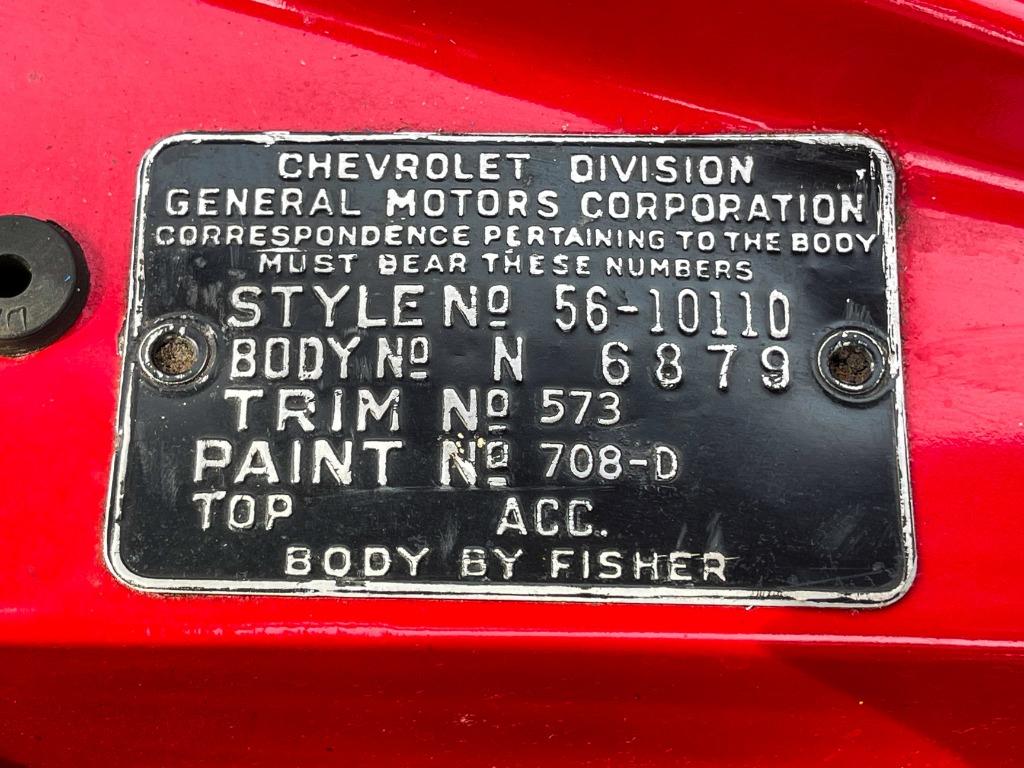 CHEVROLET DIVISION
GENERAL MOTORS CORPORATION
CORRESPONDENCE PERTAINING TO THE BODY
MUST BEAR THESE NUMBERS
STYLE Nº 56-10110
BODY Nº N 6879
TRIM Nº 573
PAINT Nº 708-D
TOP ACC.
BODY BY FISHER